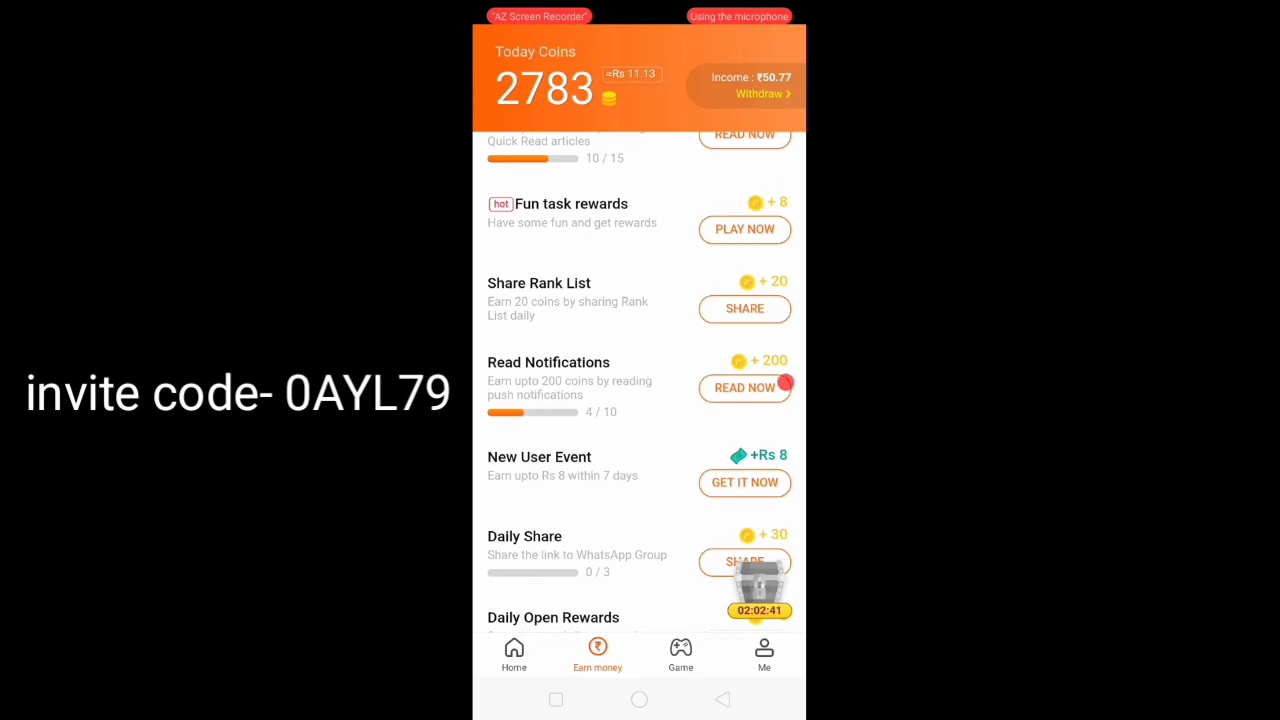 "AZ Screen Recorder"
Using the microphone
Today Coins
2783
≈Rs 11.13
Income : ₹50.77
Withdraw >
READ NOW
Quick Read articles
10 / 15
hot Fun task rewards
+ 8
Have some fun and get rewards
PLAY NOW
Share Rank List
+ 20
Earn 20 coins by sharing Rank
List daily
SHARE
invite code- 0AYL79
Read Notifications
+ 200
Earn upto 200 coins by reading
push notifications
READ NOW
4 / 10
New User Event
+Rs 8
Earn upto Rs 8 within 7 days
GET IT NOW
Daily Share
+ 30
Share the link to WhatsApp Group
SHARE
0 / 3
02:02:41
Daily Open Rewards
Home
Earn money
Game
Me